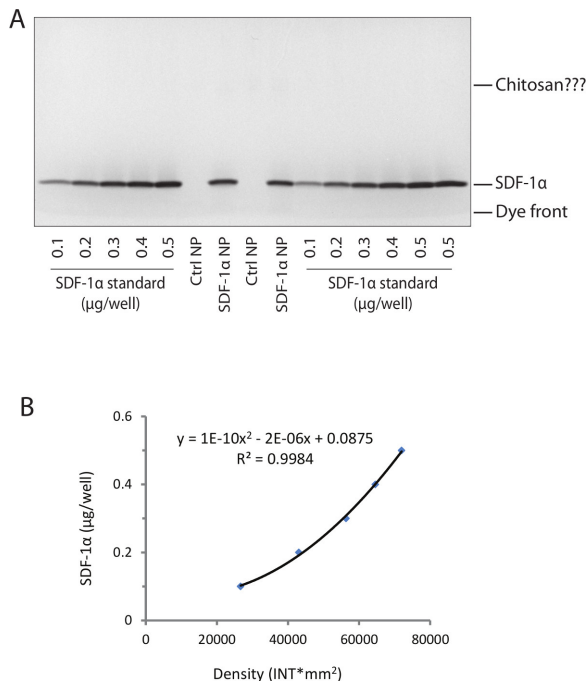 A
Chitosan???
SDF-1α
Dye front
0.1
0.2
0.3
0.4
0.5
Ctrl NP
SDF-1α NP
Ctrl NP
SDF-1α NP
0.1
0.2
0.3
0.4
0.5
0.5
SDF-1α standard
(µg/well)
SDF-1α standard
(µg/well)
B
y = 1E-10x² - 2E-06x + 0.0875
R² = 0.9984
SDF-1α (µg/well)
0.6
0.4
0.2
0
0
20000
40000
60000
80000
Density (INT*mm²)